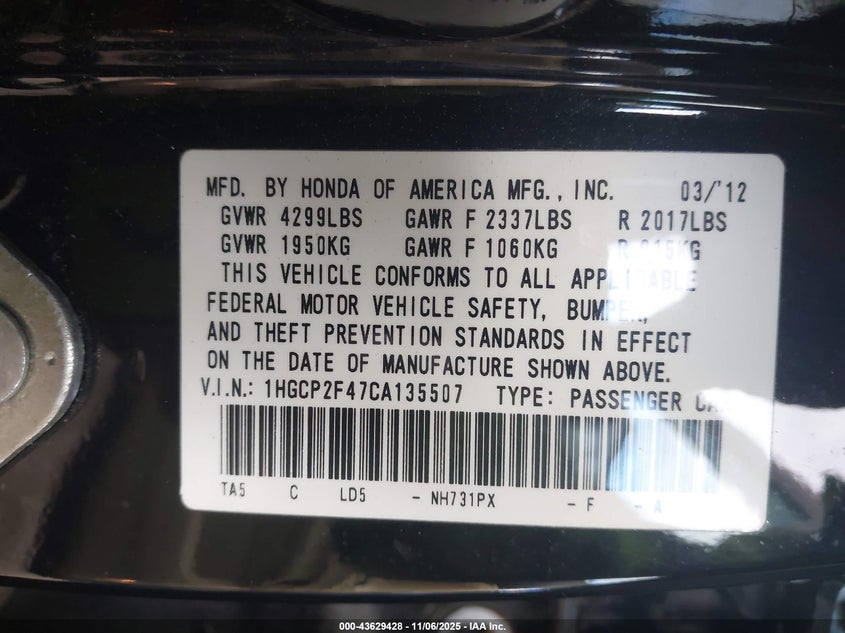 MFD. BY HONDA OF AMERICA MFG., INC. 03/'12
GVWR 4299LBS GAWR F 2337LBS R 2017LBS
GVWR 1950KG GAWR F 1060KG R 915KG
THIS VEHICLE CONFORMS TO ALL APPLICABLE
FEDERAL MOTOR VEHICLE SAFETY, BUMPER,
AND THEFT PREVENTION STANDARDS IN EFFECT
ON THE DATE OF MANUFACTURE SHOWN ABOVE.
V.I.N.: 1HGCP2F47CA135507 TYPE: PASSENGER CAR
TA5 C LD5 - NH731PX - F - A
000-43629428 - 11/06/2025 - IAA Inc.